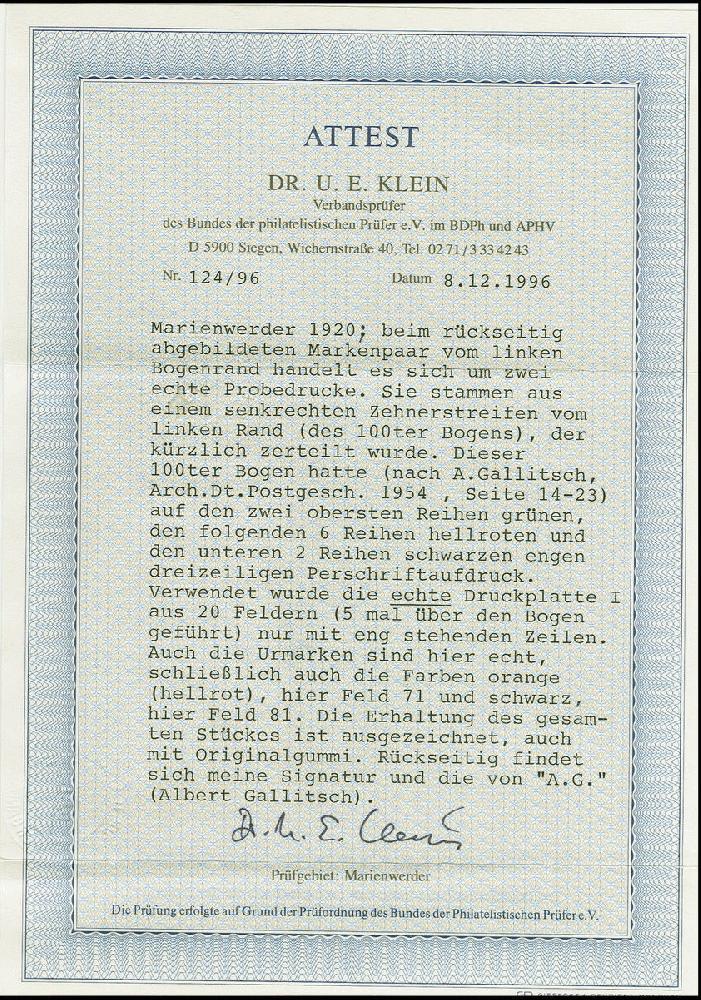 ATTEST
DR. U. E. KLEIN
Verbandsprüfer
des Bundes der philatelistischen Prüfer e.V. im BDPh und APHV
D 5900 Siegen, Wichernstraße 40, Tel. 02 71 / 3 33 42 43
Nr. 124/96 Datum 8.12.1996
Marienwerder 1920; beim rückseitig
abgebildeten Markenpaar vom linken
Bogenrand handelt es sich um zwei
echte Probedrucke. Sie stammen aus
einem senkrechten Zehnerstreifen vom
linken Rand (des 100ter Bogens), der
kürzlich zerteilt wurde. Dieser
100ter Bogen hatte (nach A.Gallitsch,
Arch.Dt.Postgesch. 1954 , Seite 14-23)
auf den zwei obersten Reihen grünen,
den folgenden 6 Reihen hellroten und
den unteren 2 Reihen schwarzen engen
dreizeiligen Perschriftaufdruck.
Verwendet wurde die echte Druckplatte I
aus 20 Feldern (5 mal über den Bogen
geführt) nur mit eng stehenden Zeilen.
Auch die Urmarken sind hier echt,
schließlich auch die Farben orange
(hellrot), hier Feld 71 und schwarz,
hier Feld 81. Die Erhaltung des gesam-
ten Stückes ist ausgezeichnet, auch
mit Originalgummi. Rückseitig findet
sich meine Signatur und die von "A.G."
(Albert Gallitsch).
Dr. U. E. Klein
Prüfgebiet: Marienwerder
Die Prüfung erfolgte auf Grund der Prüfordnung des Bundes der Philatelistischen Prüfer e.V.